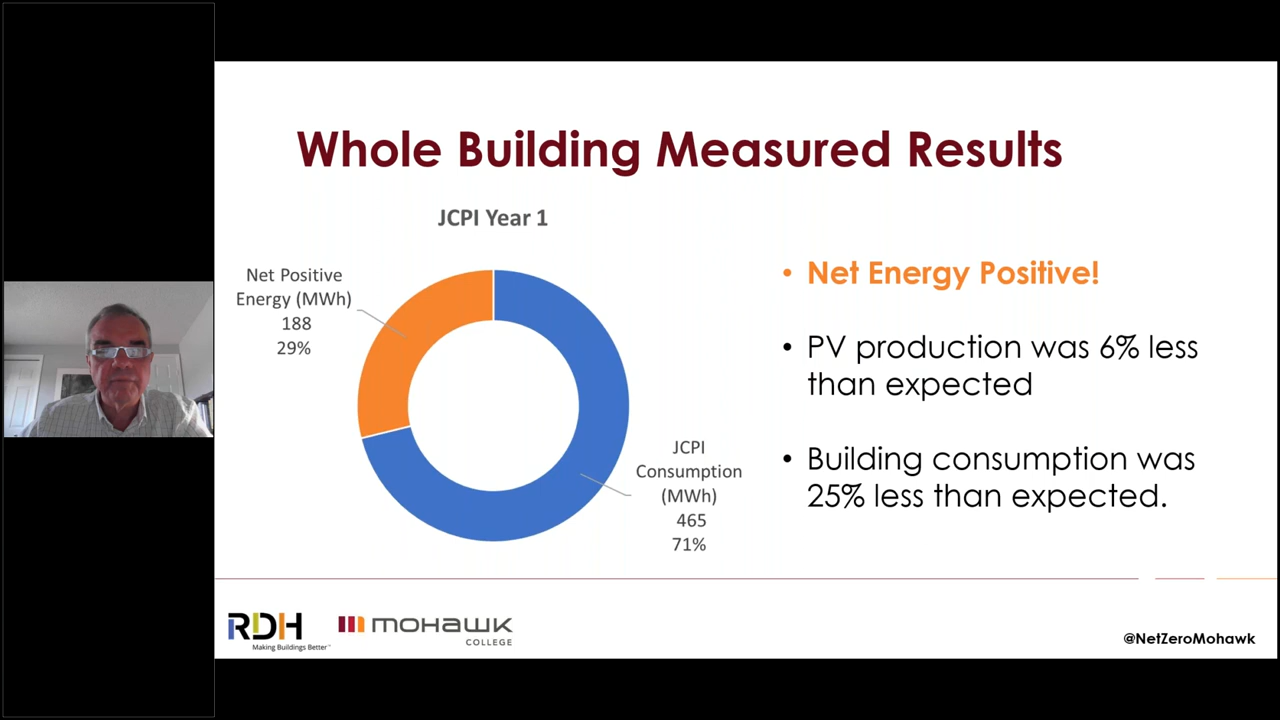 Whole Building Measured Results
JCPI Year 1
Net Positive
Energy (MWh)
188
29%
JCPI
Consumption
(MWh)
465
71%
• Net Energy Positive!
• PV production was 6% less
than expected
• Building consumption was
25% less than expected.
RDH
Making Buildings Better™
mohawk
COLLEGE
@NetZeroMohawk